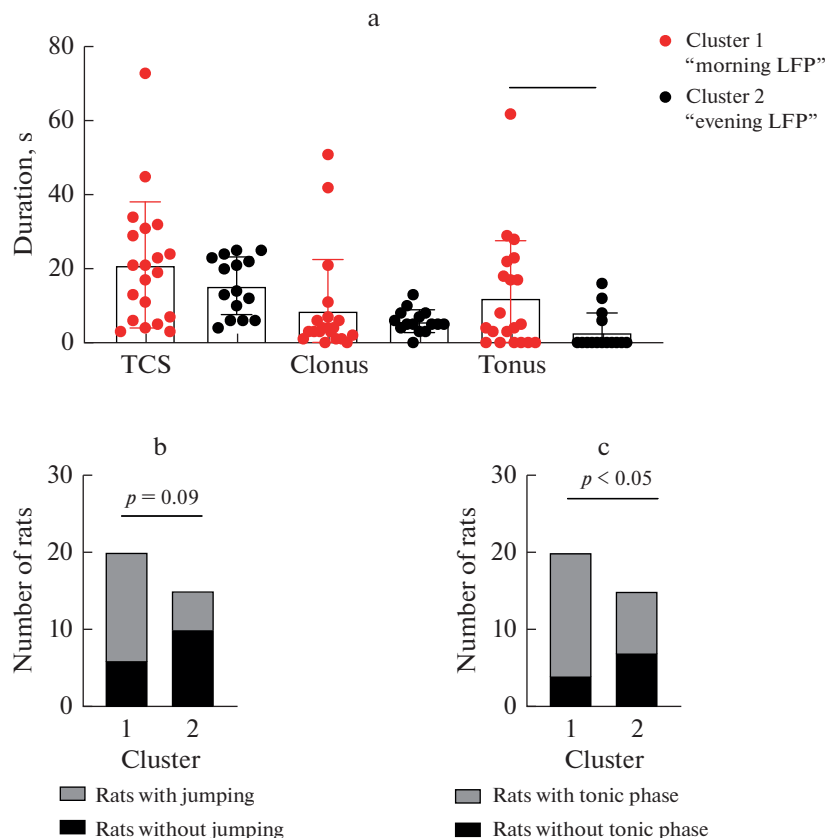 a
80
60
40
20
0
Duration, s
TCS
Clonus
Tonus
Cluster 1
“morning LFP”
Cluster 2
“evening LFP”
b
30
20
10
0
Number of rats
p = 0.09
1
2
Cluster
Rats with jumping
Rats without jumping
c
30
20
10
0
Number of rats
p < 0.05
1
2
Cluster
Rats with tonic phase
Rats without tonic phase